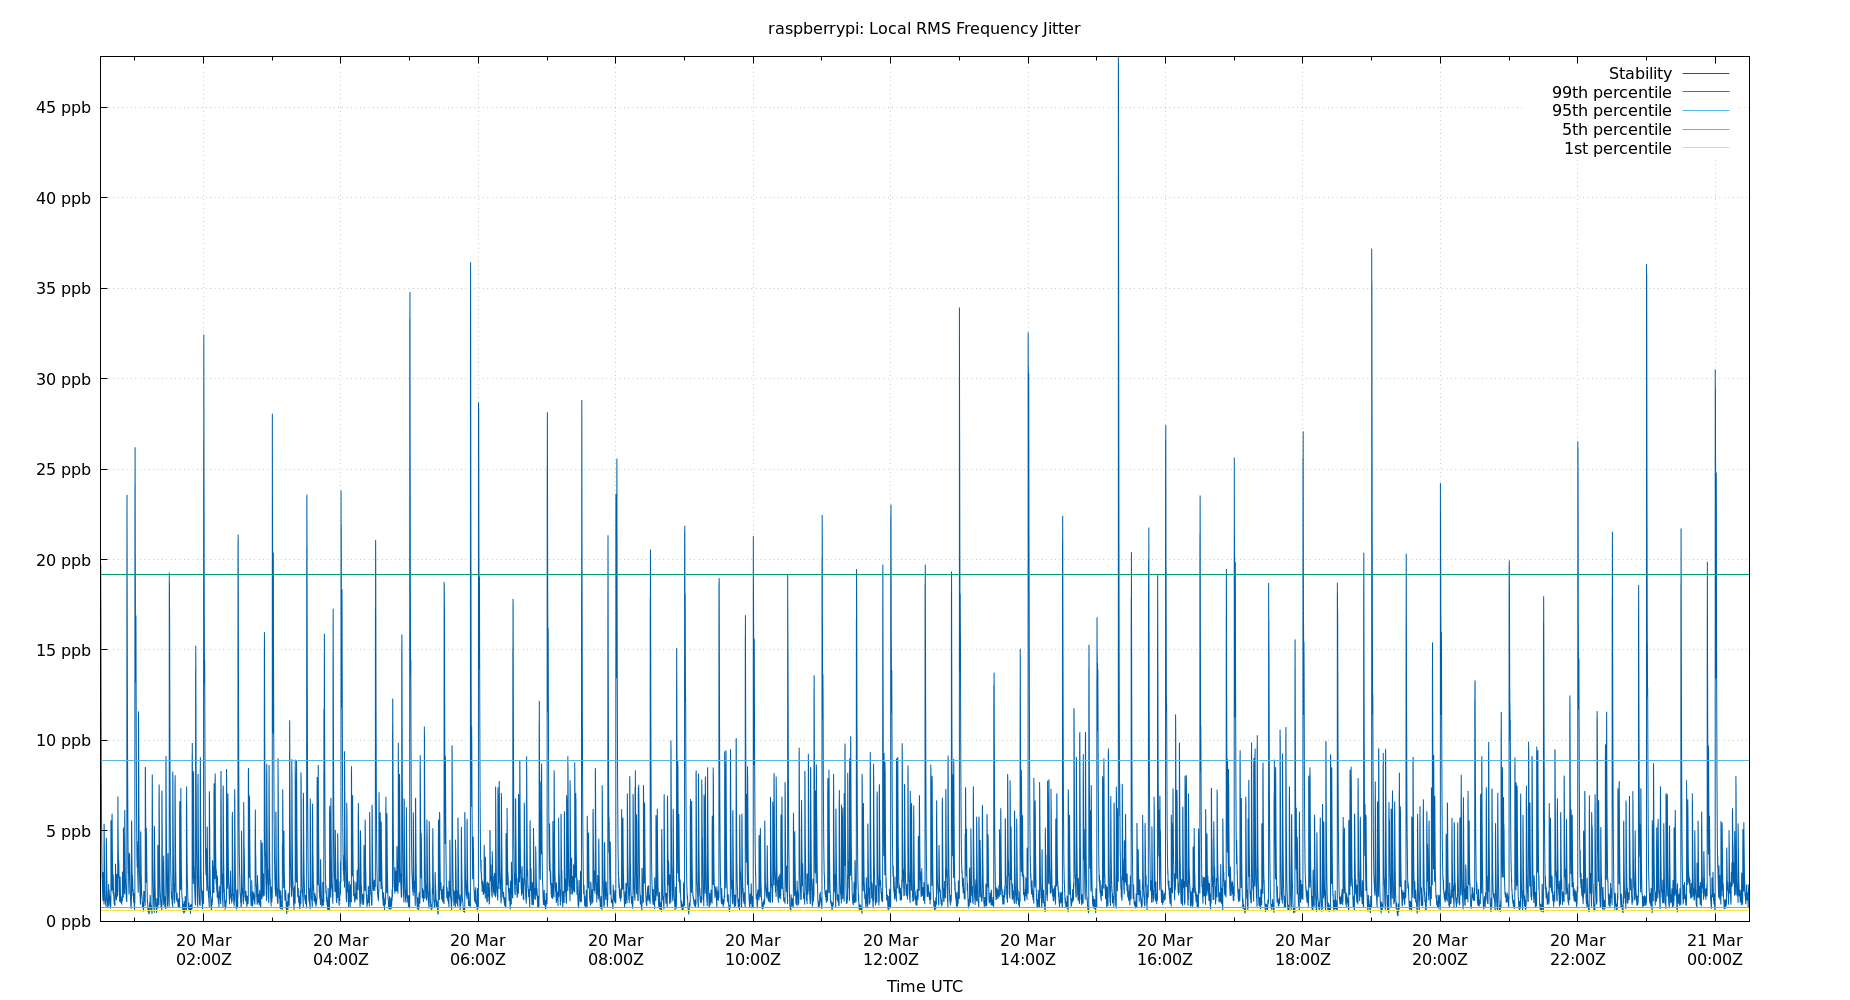 raspberrypi: Local RMS Frequency Jitter
Stability
99th percentile
95th percentile
5th percentile
1st percentile
45 ppb
40 ppb
35 ppb
30 ppb
25 ppb
20 ppb
15 ppb
10 ppb
5 ppb
0 ppb
20 Mar 20 Mar 20 Mar 20 Mar 20 Mar 20 Mar 20 Mar 20 Mar 20 Mar 20 Mar 20 Mar 21 Mar
02:00Z 04:00Z 06:00Z 08:00Z 10:00Z 12:00Z 14:00Z 16:00Z 18:00Z 20:00Z 22:00Z 00:00Z
Time UTC